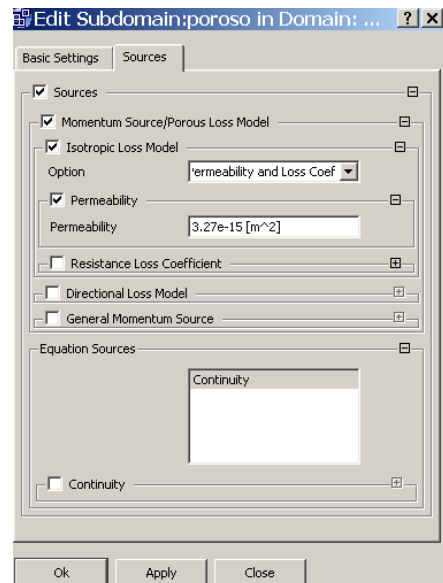 Edit Subdomain:poroso in Domain: ...
Basic Settings
Sources
Sources
Momentum Source/Porous Loss Model
Isotropic Loss Model
Option
'ermeability and Loss Coef
Permeability
Permeability
3.27e-15 [m^2]
Resistance Loss Coefficient
Directional Loss Model
General Momentum Source
Equation Sources
Continuity
Continuity
Ok
Apply
Close